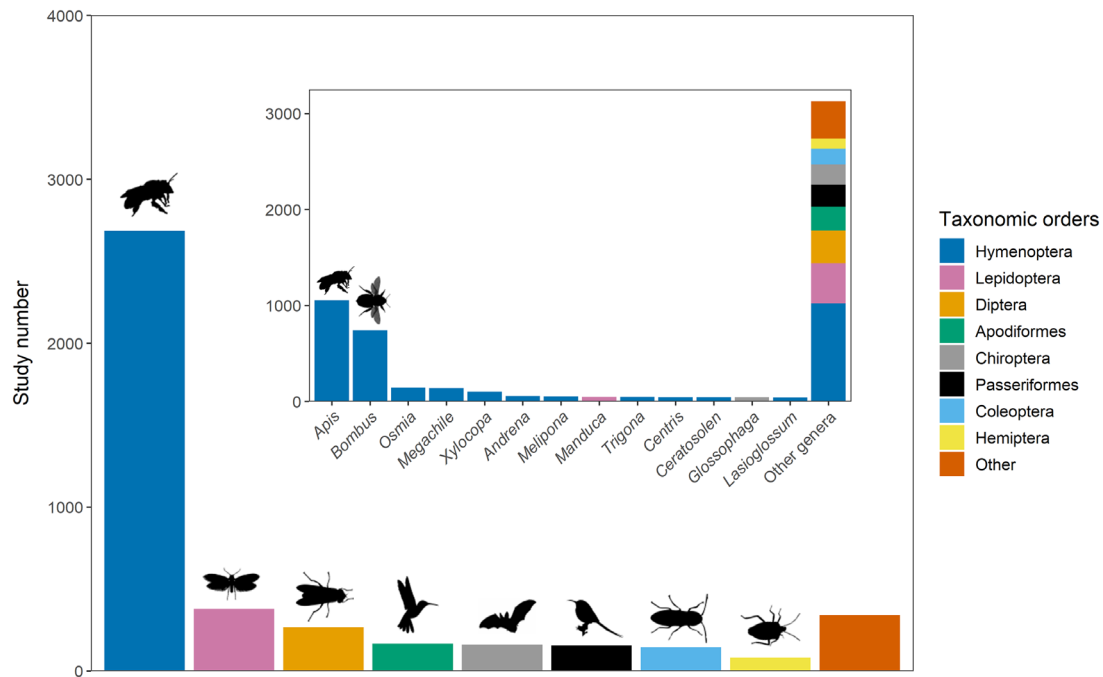 Study number
4000
3000
2000
1000
0
3000
2000
1000
0
Apis
Bombus
Osmia
Megachile
Xylocopa
Andrena
Melipona
Manduca
Trigona
Centris
Ceratosolen
Glossophaga
Lasioglossum
Other genera
Taxonomic orders
Hymenoptera
Lepidoptera
Diptera
Apodiformes
Chiroptera
Passeriformes
Coleoptera
Hemiptera
Other